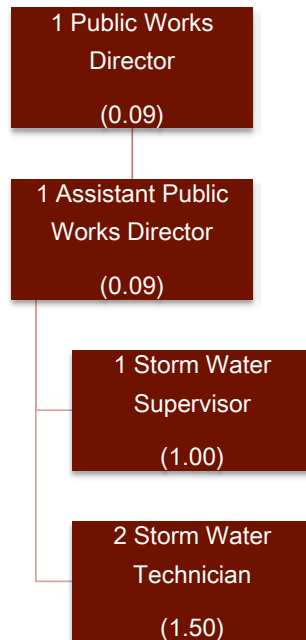 1 Public Works
Director
(0.09)
1 Assistant Public
Works Director
(0.09)
1 Storm Water
Supervisor
(1.00)
2 Storm Water
Technician
(1.50)